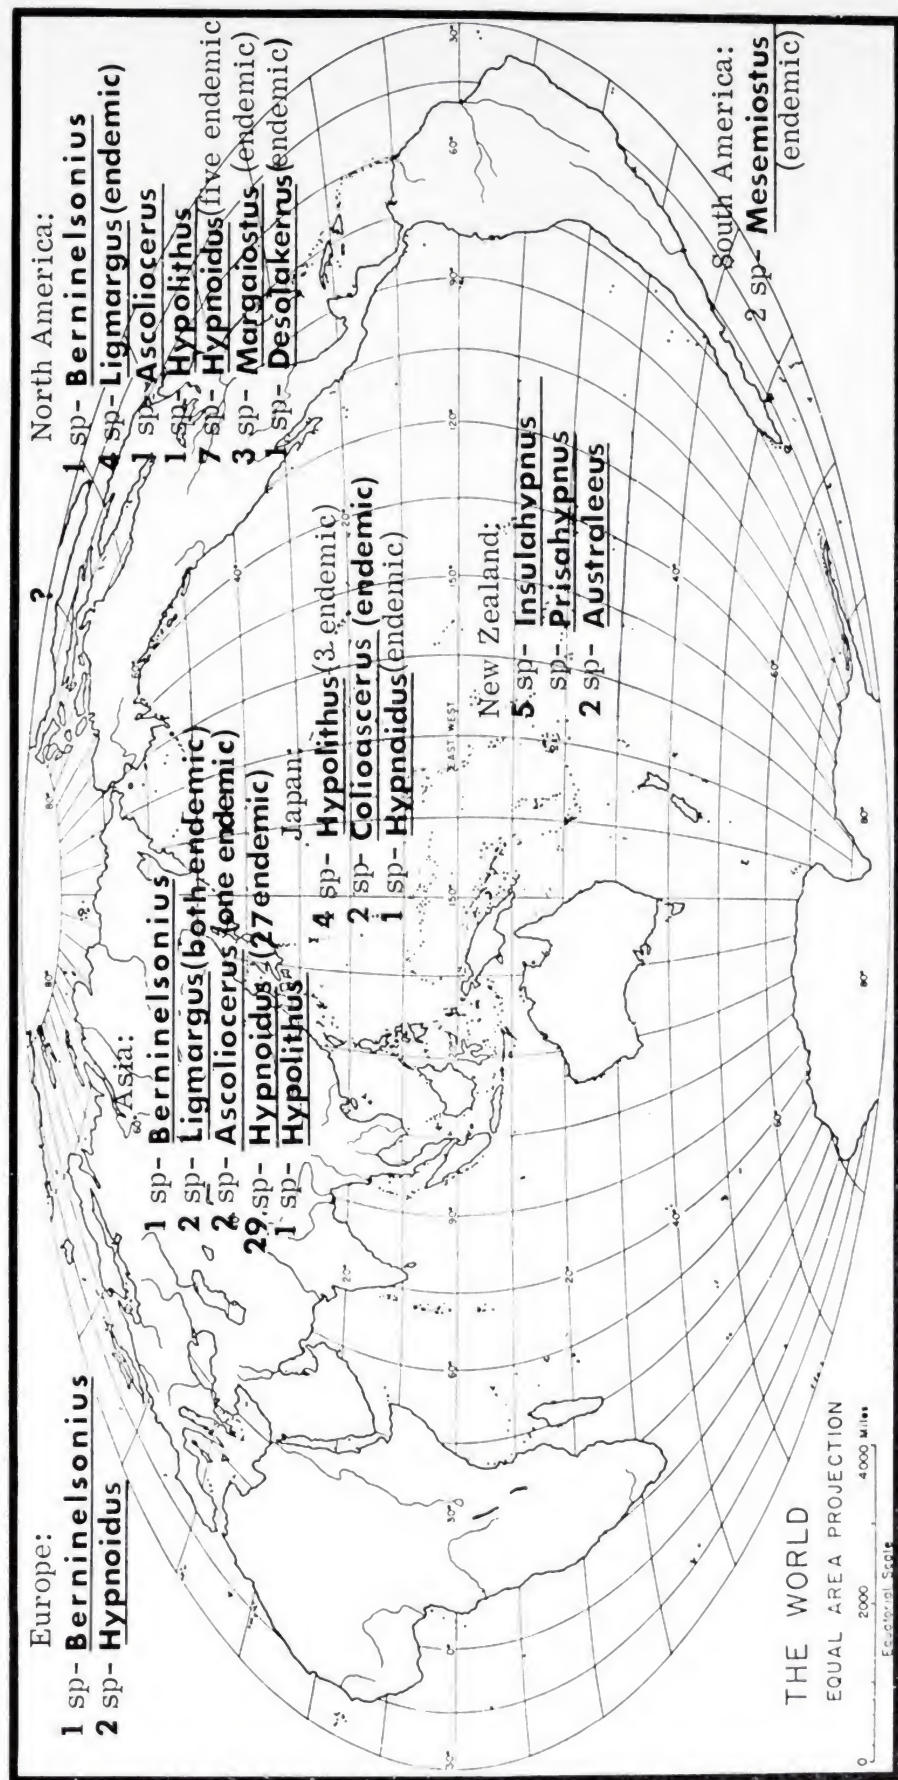 Europe:
1 sp- Berninelsonius
2 sp- Hypnoidus
Asia:
1 sp- Berninelsonius
2 sp- Ligmargus (both endemic)
2 sp- Ascoliocerus (one endemic)
29 sp- Hypnoidus (27 endemic)
1 sp- Hypolithus
Japan:
4 sp- Hypolithus (3 endemic)
2 sp- Colioascerus (endemic)
1 sp- Hypnoidus (endemic)
North America:
1 sp- Berninelsonius
4 sp- Ligmargus (endemic)
1 sp- Ascoliocerus
1 sp- Hypolithus
7 sp- Hypnoidus (five endemic
3 sp- Margaiostus (endemic)
1 sp- Desolakerrus (endemic)
?
New Zealand:
5 sp- Insulahypnus
sp- Prisahypnus
2 sp- Australeeus
South America:
2 sp- Mesemiostus
(endemic)
EAST WEST
THE WORLD
EQUAL AREA PROJECTION
0 2000 4000 Miles
Equatorial Scale